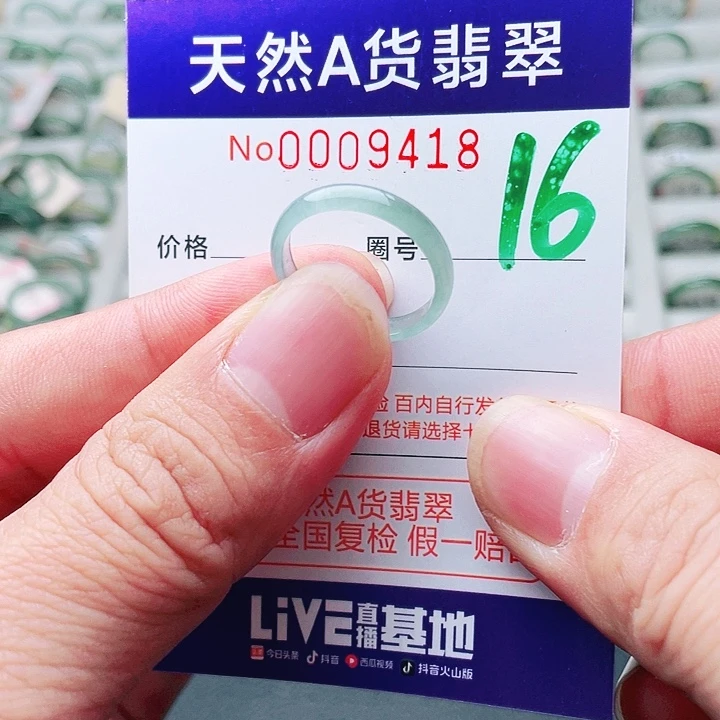 天然A货翡翠
No0009418
16
价格 圈号
检 百内自行发
退货请选择
然A货翡翠
全国复检 假一赔
LiVE直播基地
今日头条 抖音 西瓜视频 抖音火山版